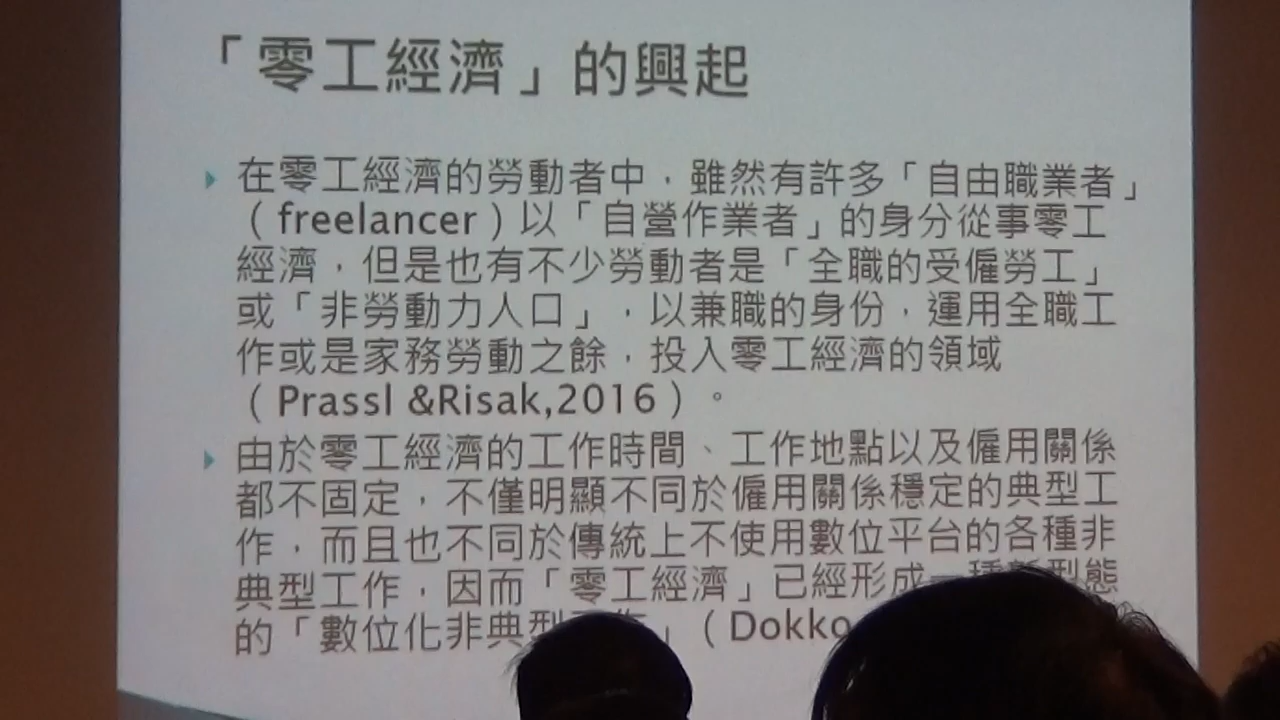 「零工經濟」的興起
在零工經濟的勞動者中，雖然有許多「自由職業者」
（freelancer）以「自營作業者」的身分從事零工
經濟，但是也有不少勞動者是「全職的受僱勞工」
或「非勞動力人口」，以兼職的身份，運用全職工
作或是家務勞動之餘，投入零工經濟的領域
（Prassl &Risak,2016）。
由於零工經濟的工作時間、工作地點以及僱用關係
都不固定，不僅明顯不同於僱用關係穩定的典型工
作，而且也不同於傳統上不使用數位平台的各種非
典型工作，因而「零工經濟」已經形成一種新型態
的「數位化非典型工作」（Dokko